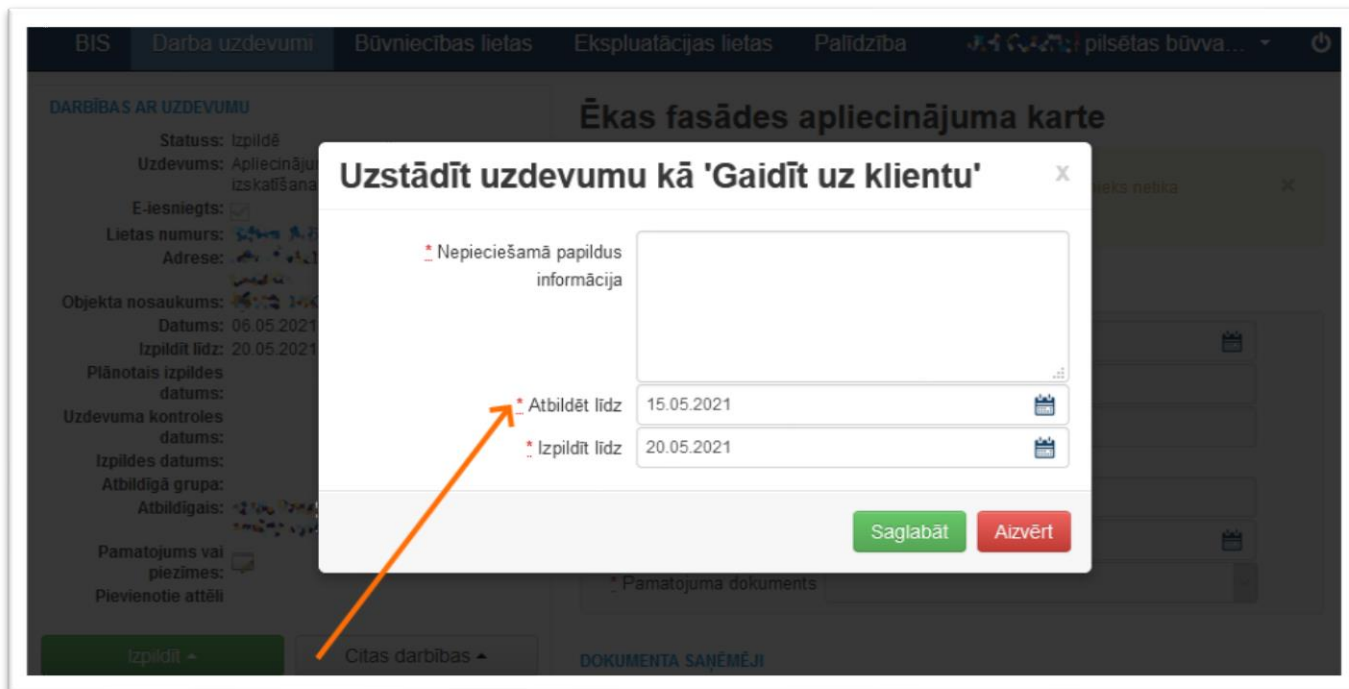 BIS Darba uzdevumi Būvniecības lietas Ekspluatācijas lietas Palīdzība pilsētas būvva...
DARBĪBAS AR UZDEVUMU
Statuss: Izpildē
Uzdevums: Apliecināju
izskatīšana
E-iesniegts:
Lietas numurs:
Adrese:
Objekta nosaukums:
Datums: 06.05.2021
Izpildīt līdz: 20.05.2021
Plānotais izpildes
datums:
Uzdevuma kontroles
datums:
Izpildes datums:
Atbildīgā grupa:
Atbildīgais:
Pamatojums vai
piezīmes:
Pievienotie attēli
Izpildīt
Citas darbības
Ēkas fasādes apliecinājuma karte
ieks netika
×
Uzstādīt uzdevumu kā 'Gaidīt uz klientu'
x
* Nepieciešamā papildus
informācija
* Atbildēt līdz 15.05.2021
* Izpildīt līdz 20.05.2021
Saglabāt Aizvērt
* Pamatojuma dokuments
DOKUMENTA SAŅĒMĒJI